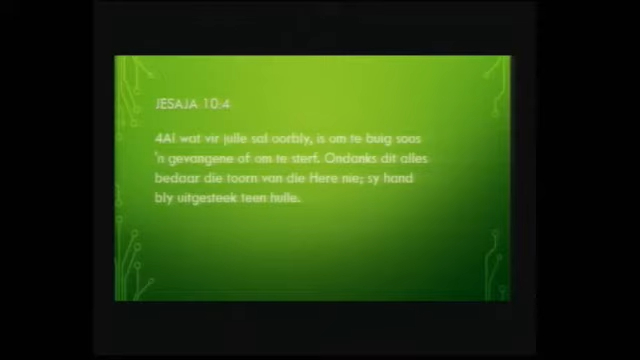 JESAJA 10:4
4Al wat vir julle sal oorbly, is om te buig soos
'n gevangene of om te sterf. Ondanks dit alles
bedaar die toorn van die Here nie; sy hand
bly uitgesteek teen hulle.